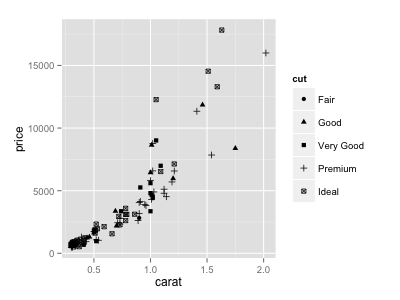 15000
10000
5000
0
0.5 1.0 1.5 2.0
carat
price
cut
Fair
Good
Very Good
Premium
Ideal